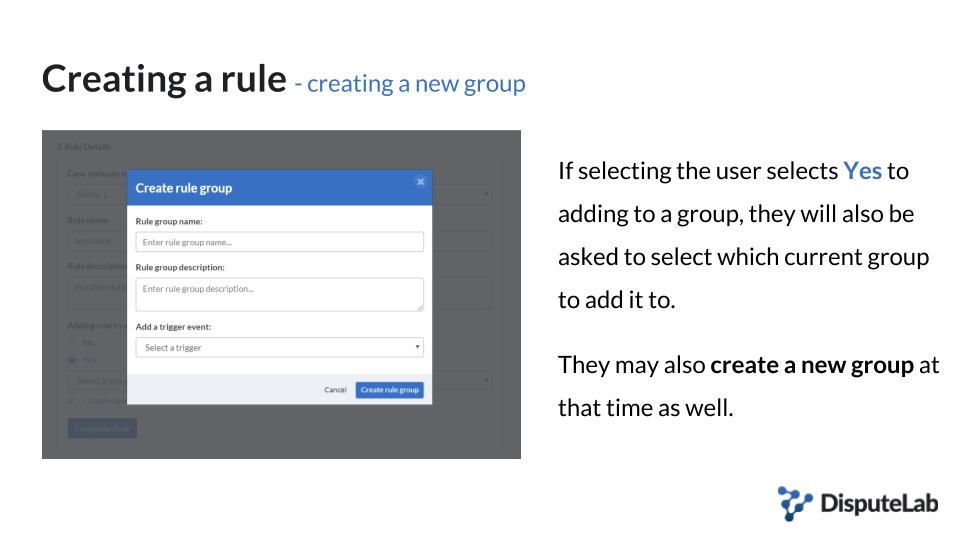 Creating a rule - creating a new group
3. Rule Details
Case statuses t
Status 1
Rule name:
test name
Rule description
test descriptio
Adding rule to a
No
Yes
Select a rule g
+ Create new
Complete Rule
Create rule group
Rule group name:
Enter rule group name...
Rule group description:
Enter rule group description...
Add a trigger event:
Select a trigger
Cancel Create rule group
If selecting the user selects Yes to
adding to a group, they will also be
asked to select which current group
to add it to.
They may also create a new group at
that time as well.
DisputeLab